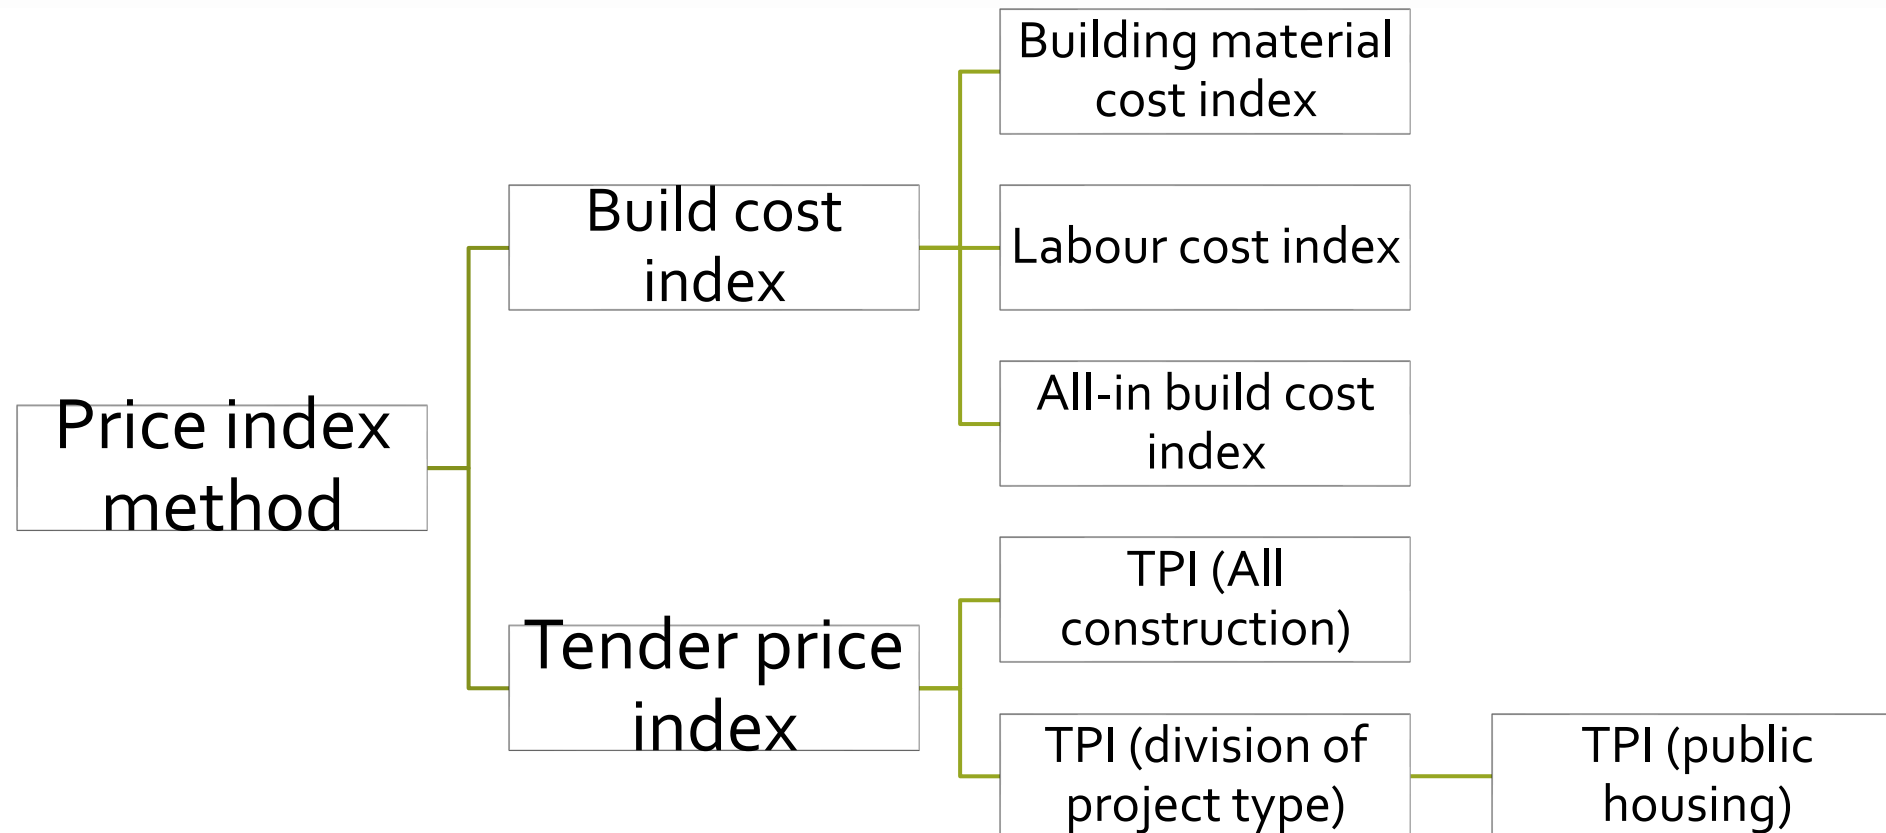 Building material
cost index
Build cost
index
Labour cost index
All-in build cost
index
Price index
method
TPI (All
construction)
Tender price
index
TPI (division of
project type)
TPI (public
housing)